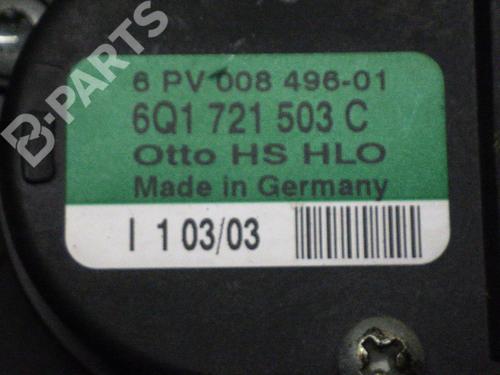 B-PARTS
6 PV 008 496-01
6Q1 721 503 C
Otto HS HLO
Made in Germany
I 1 03/03